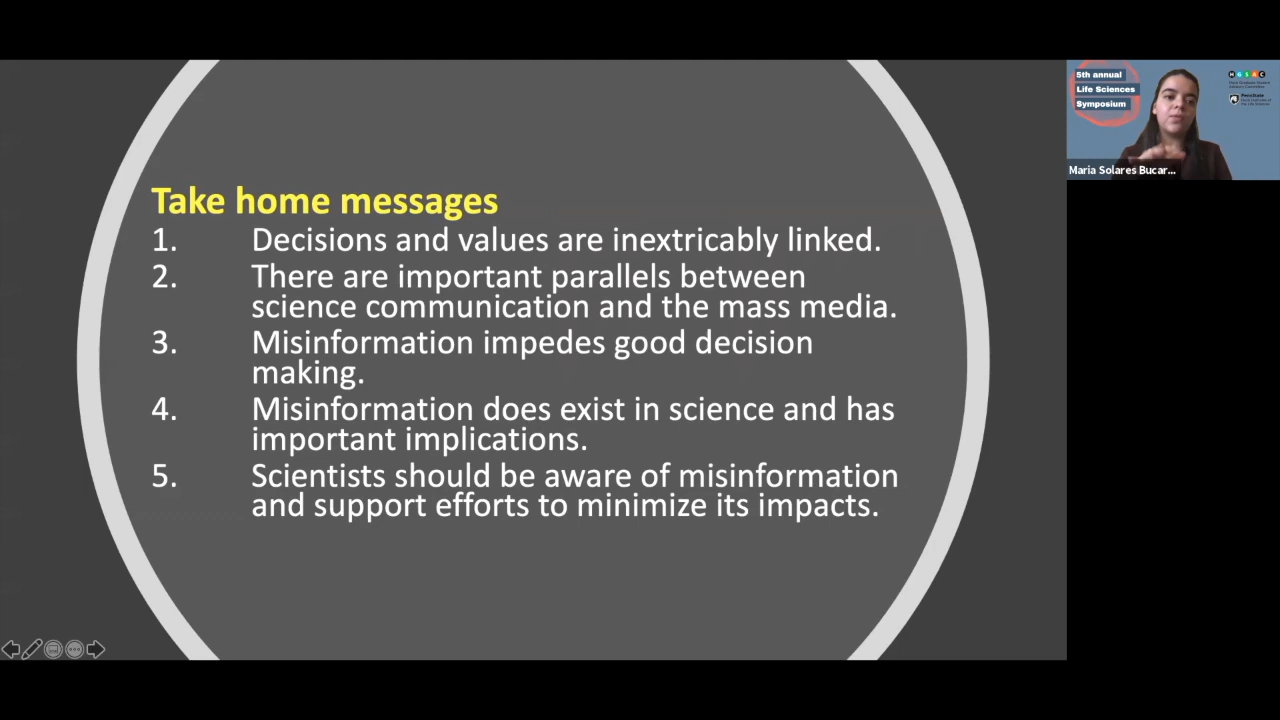 Take home messages
1. Decisions and values are inextricably linked.
2. There are important parallels between
science communication and the mass media.
3. Misinformation impedes good decision
making.
4. Misinformation does exist in science and has
important implications.
5. Scientists should be aware of misinformation
and support efforts to minimize its impacts.
5th annual
Life Sciences
Symposium
HGSAC
PennState
Maria Solares Bucar...